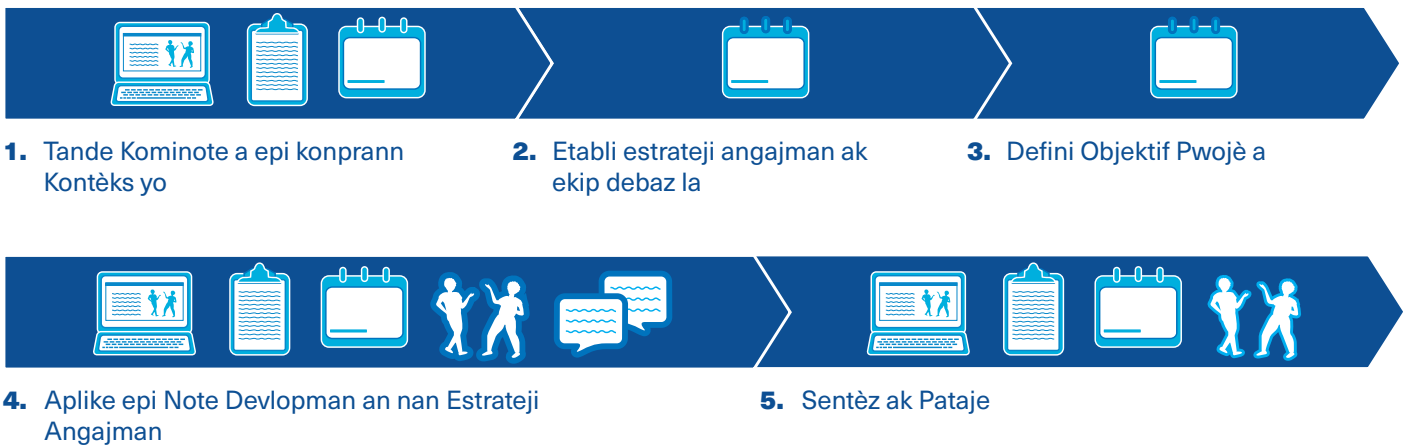 1. Tande Kominote a epi konprann
Kontèks yo
2. Etabli estrateji angajman ak
ekip debaz la
3. Defini Objektif Pwojè a
4. Aplike epi Note Devlopman an nan Estrateji
Angajman
5. Sentèz ak Pataje